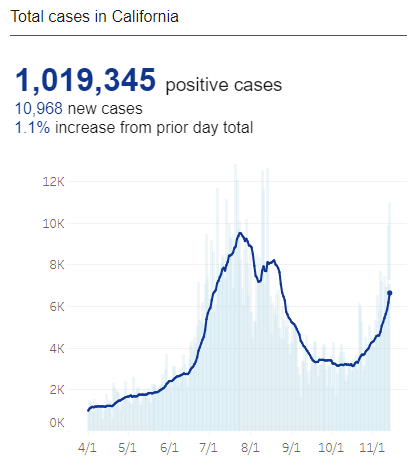 Total cases in California
1,019,345 positive cases
10,968 new cases
1.1% increase from prior day total
12K
10K
8K
6K
4K
2K
0K
4/1 5/1 6/1 7/1 8/1 9/1 10/1 11/1